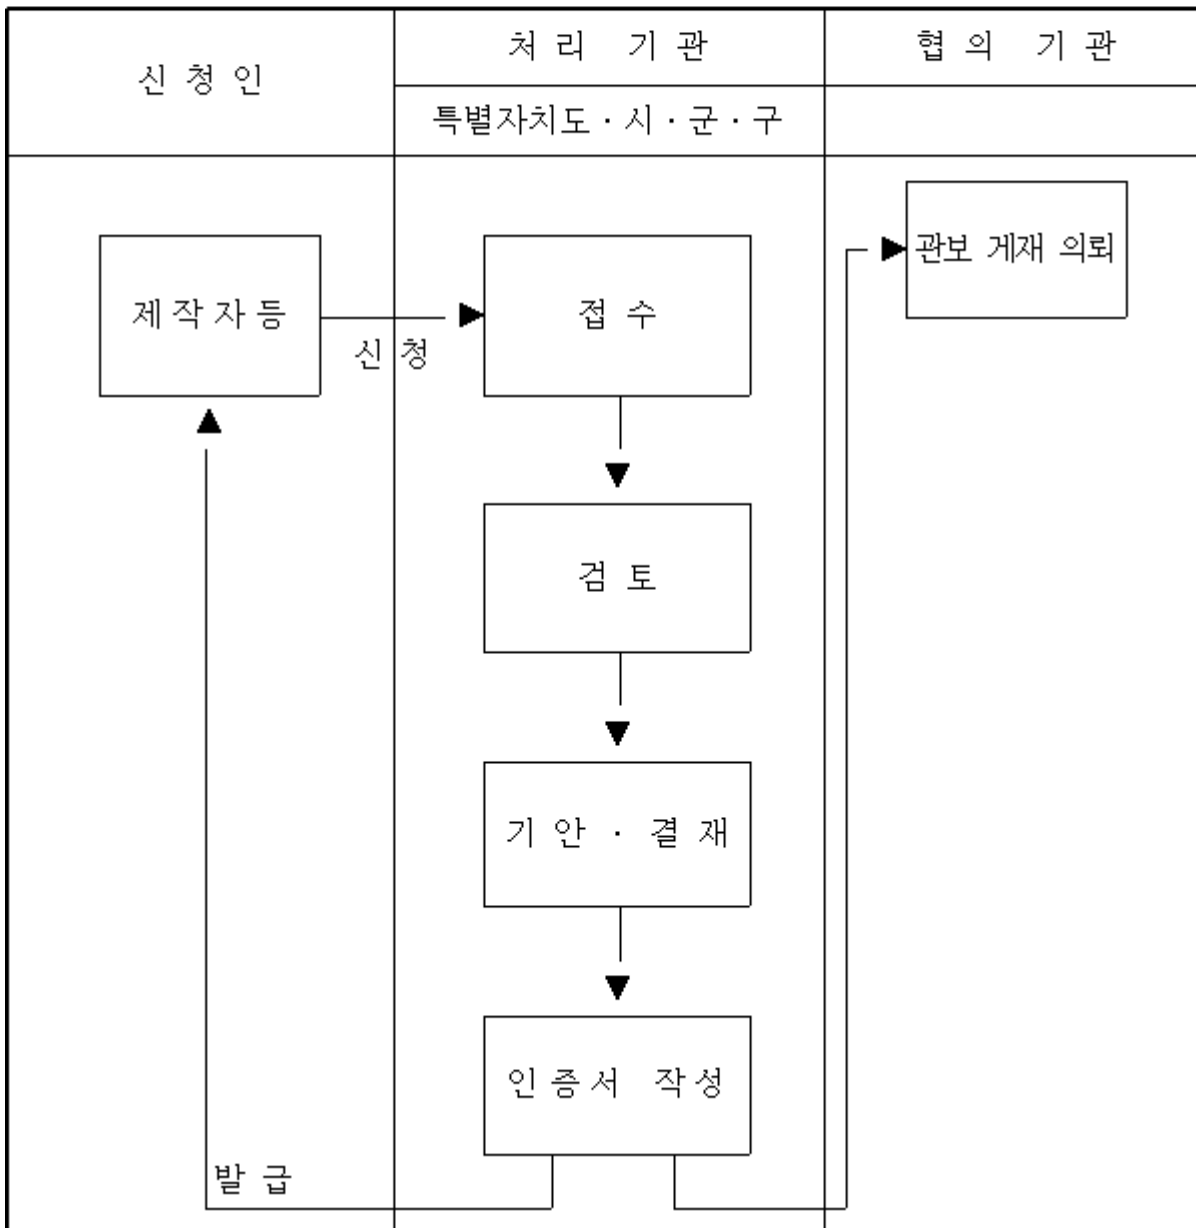 신 청 인
처 리 기 관
협 의 기 관
특별자치도 · 시 · 군 · 구
관보 게재 의뢰
제 작 자 등
접 수
신 청
검 토
기 안 · 결 재
인 증 서 작 성
발 급